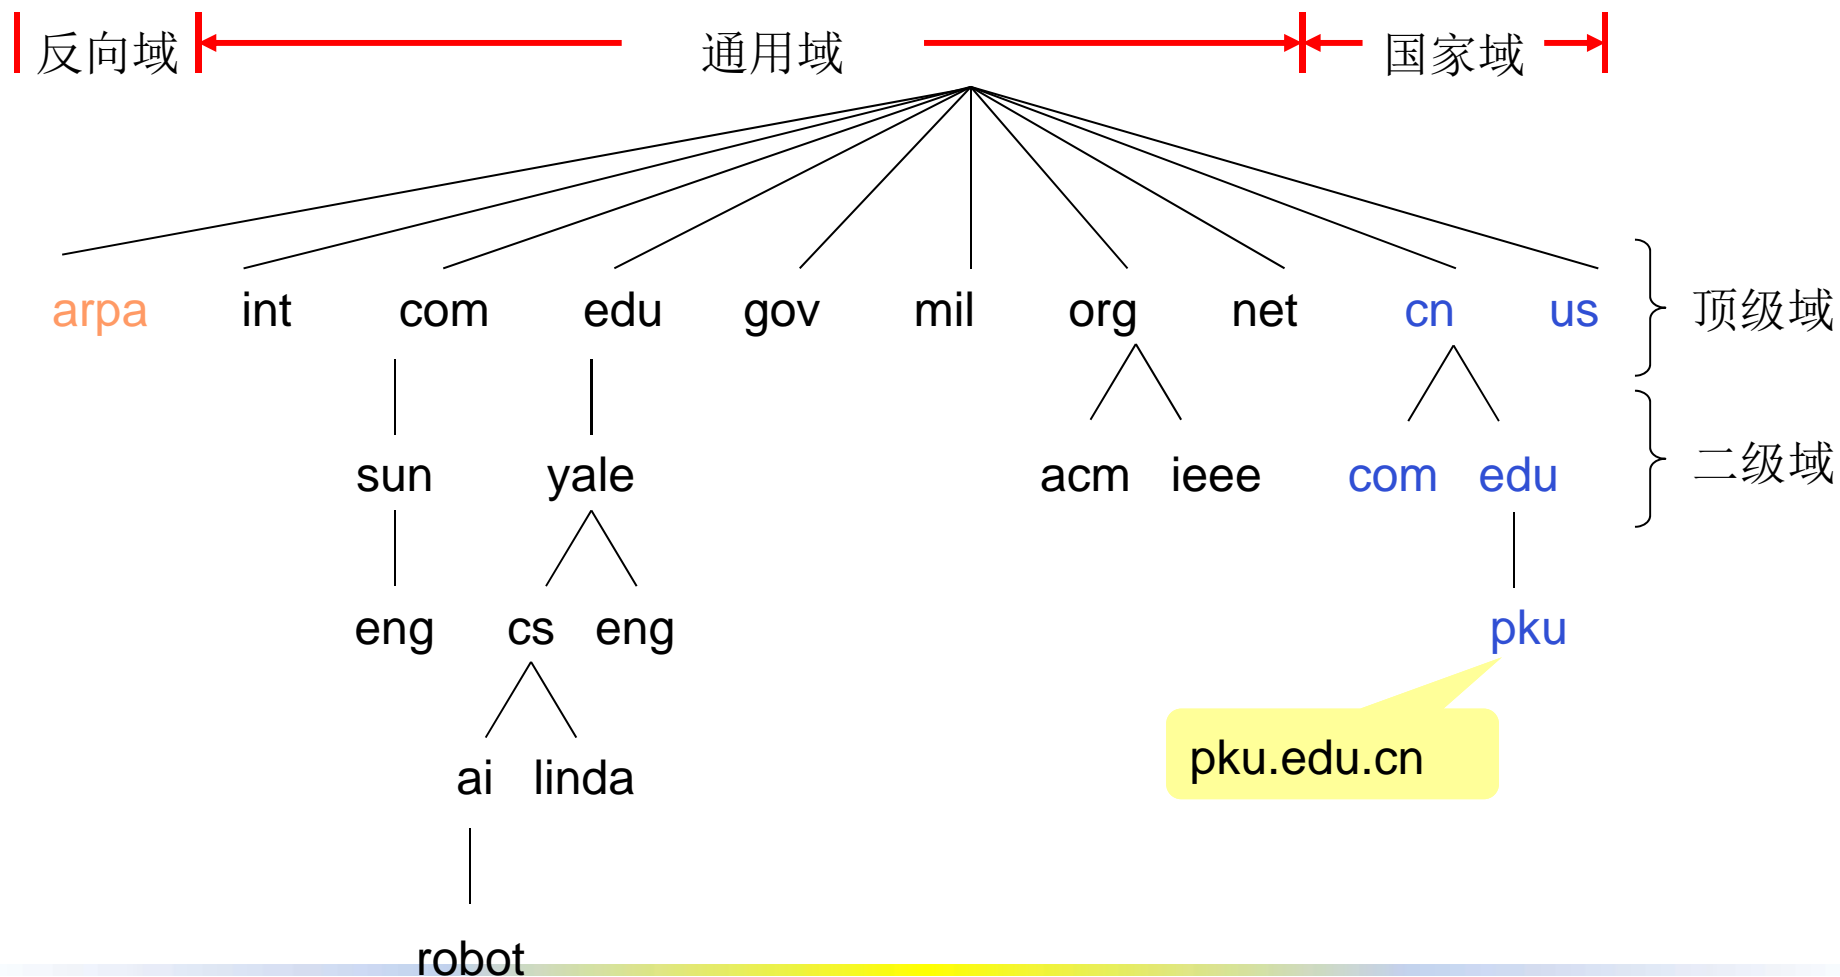 反向域 通用域 国家域
arpa int com edu gov mil org net cn us 顶级域
sun yale acm ieee com edu 二级域
eng cs eng pku
ai linda pku.edu.cn
robot